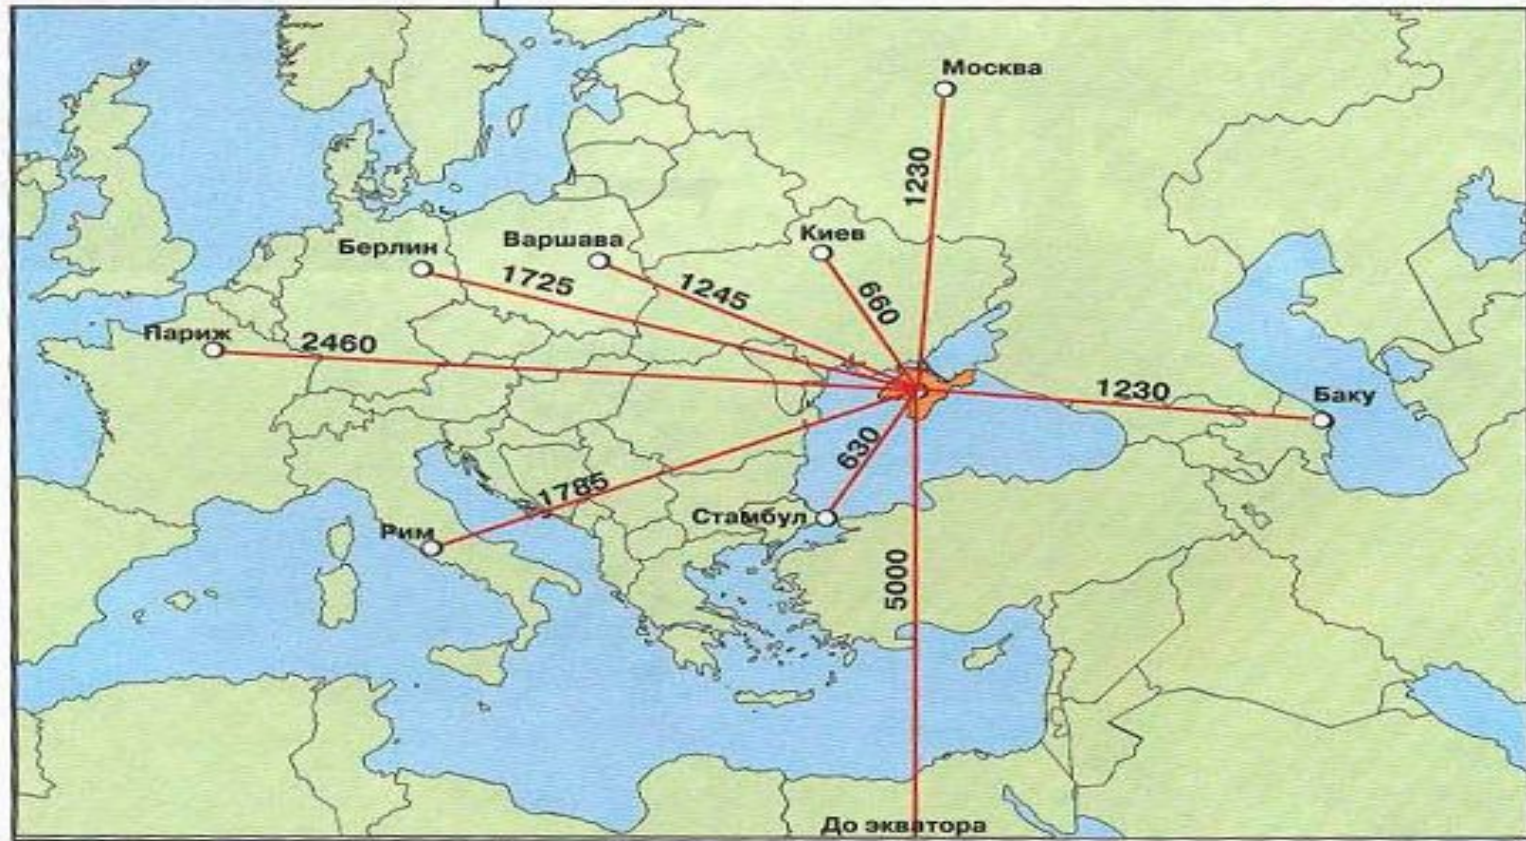 Москва
1230
Киев
Варшава
Берлин
1725
1245
660
Париж
2460
1230
Баку
630
1785
Стамбул
Рим
5000
До экватора